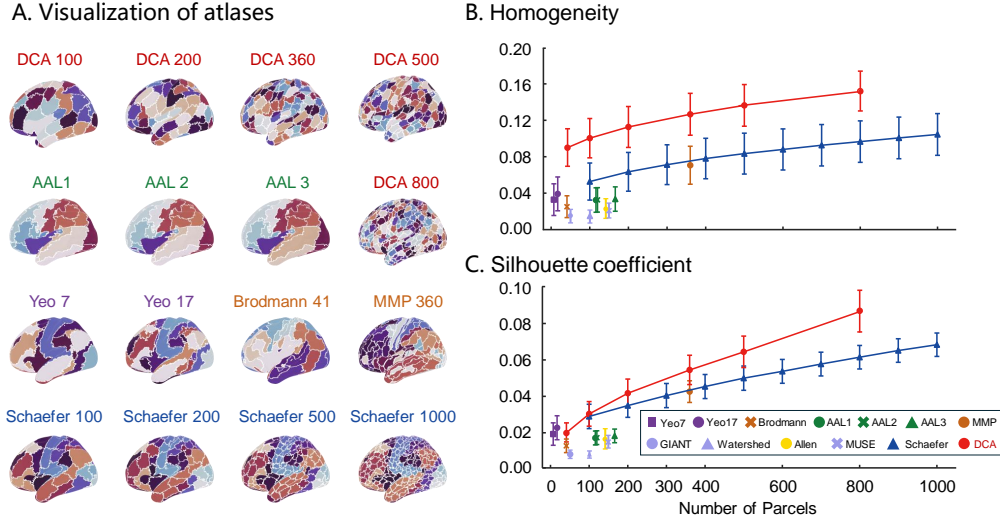 A. Visualization of atlases
DCA 100 DCA 200 DCA 360 DCA 500
AAL1 AAL 2 AAL 3 DCA 800
Yeo 7 Yeo 17 Brodmann 41 MMP 360
Schaefer 100 Schaefer 200 Schaefer 500 Schaefer 1000
B. Homogeneity
0.20
0.16
0.12
0.08
0.04
0.00
C. Silhouette coefficient
0.10
0.08
0.06
0.04
0.02
0.00
Yeo7 Yeo17 Brodmann AAL1 AAL2 AAL3 MMP
GIANT Watershed Allen MUSE Schaefer DCA
0 100 200 300 400 600 800 1000
Number of Parcels